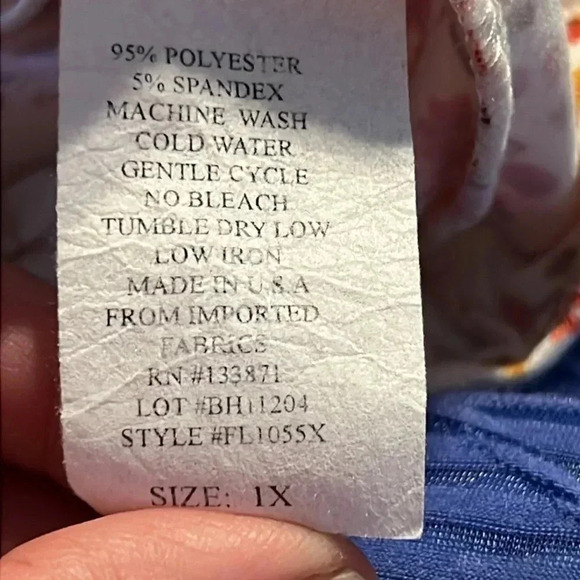 95% POLYESTER
5% SPANDEX
MACHINE WASH
COLD WATER
GENTLE CYCLE
NO BLEACH
TUMBLE DRY LOW
LOW IRON
MADE IN U.S.A
FROM IMPORTED
FABRICS
RN #133871
LOT #BH11204
STYLE #FL1055X
SIZE: 1X